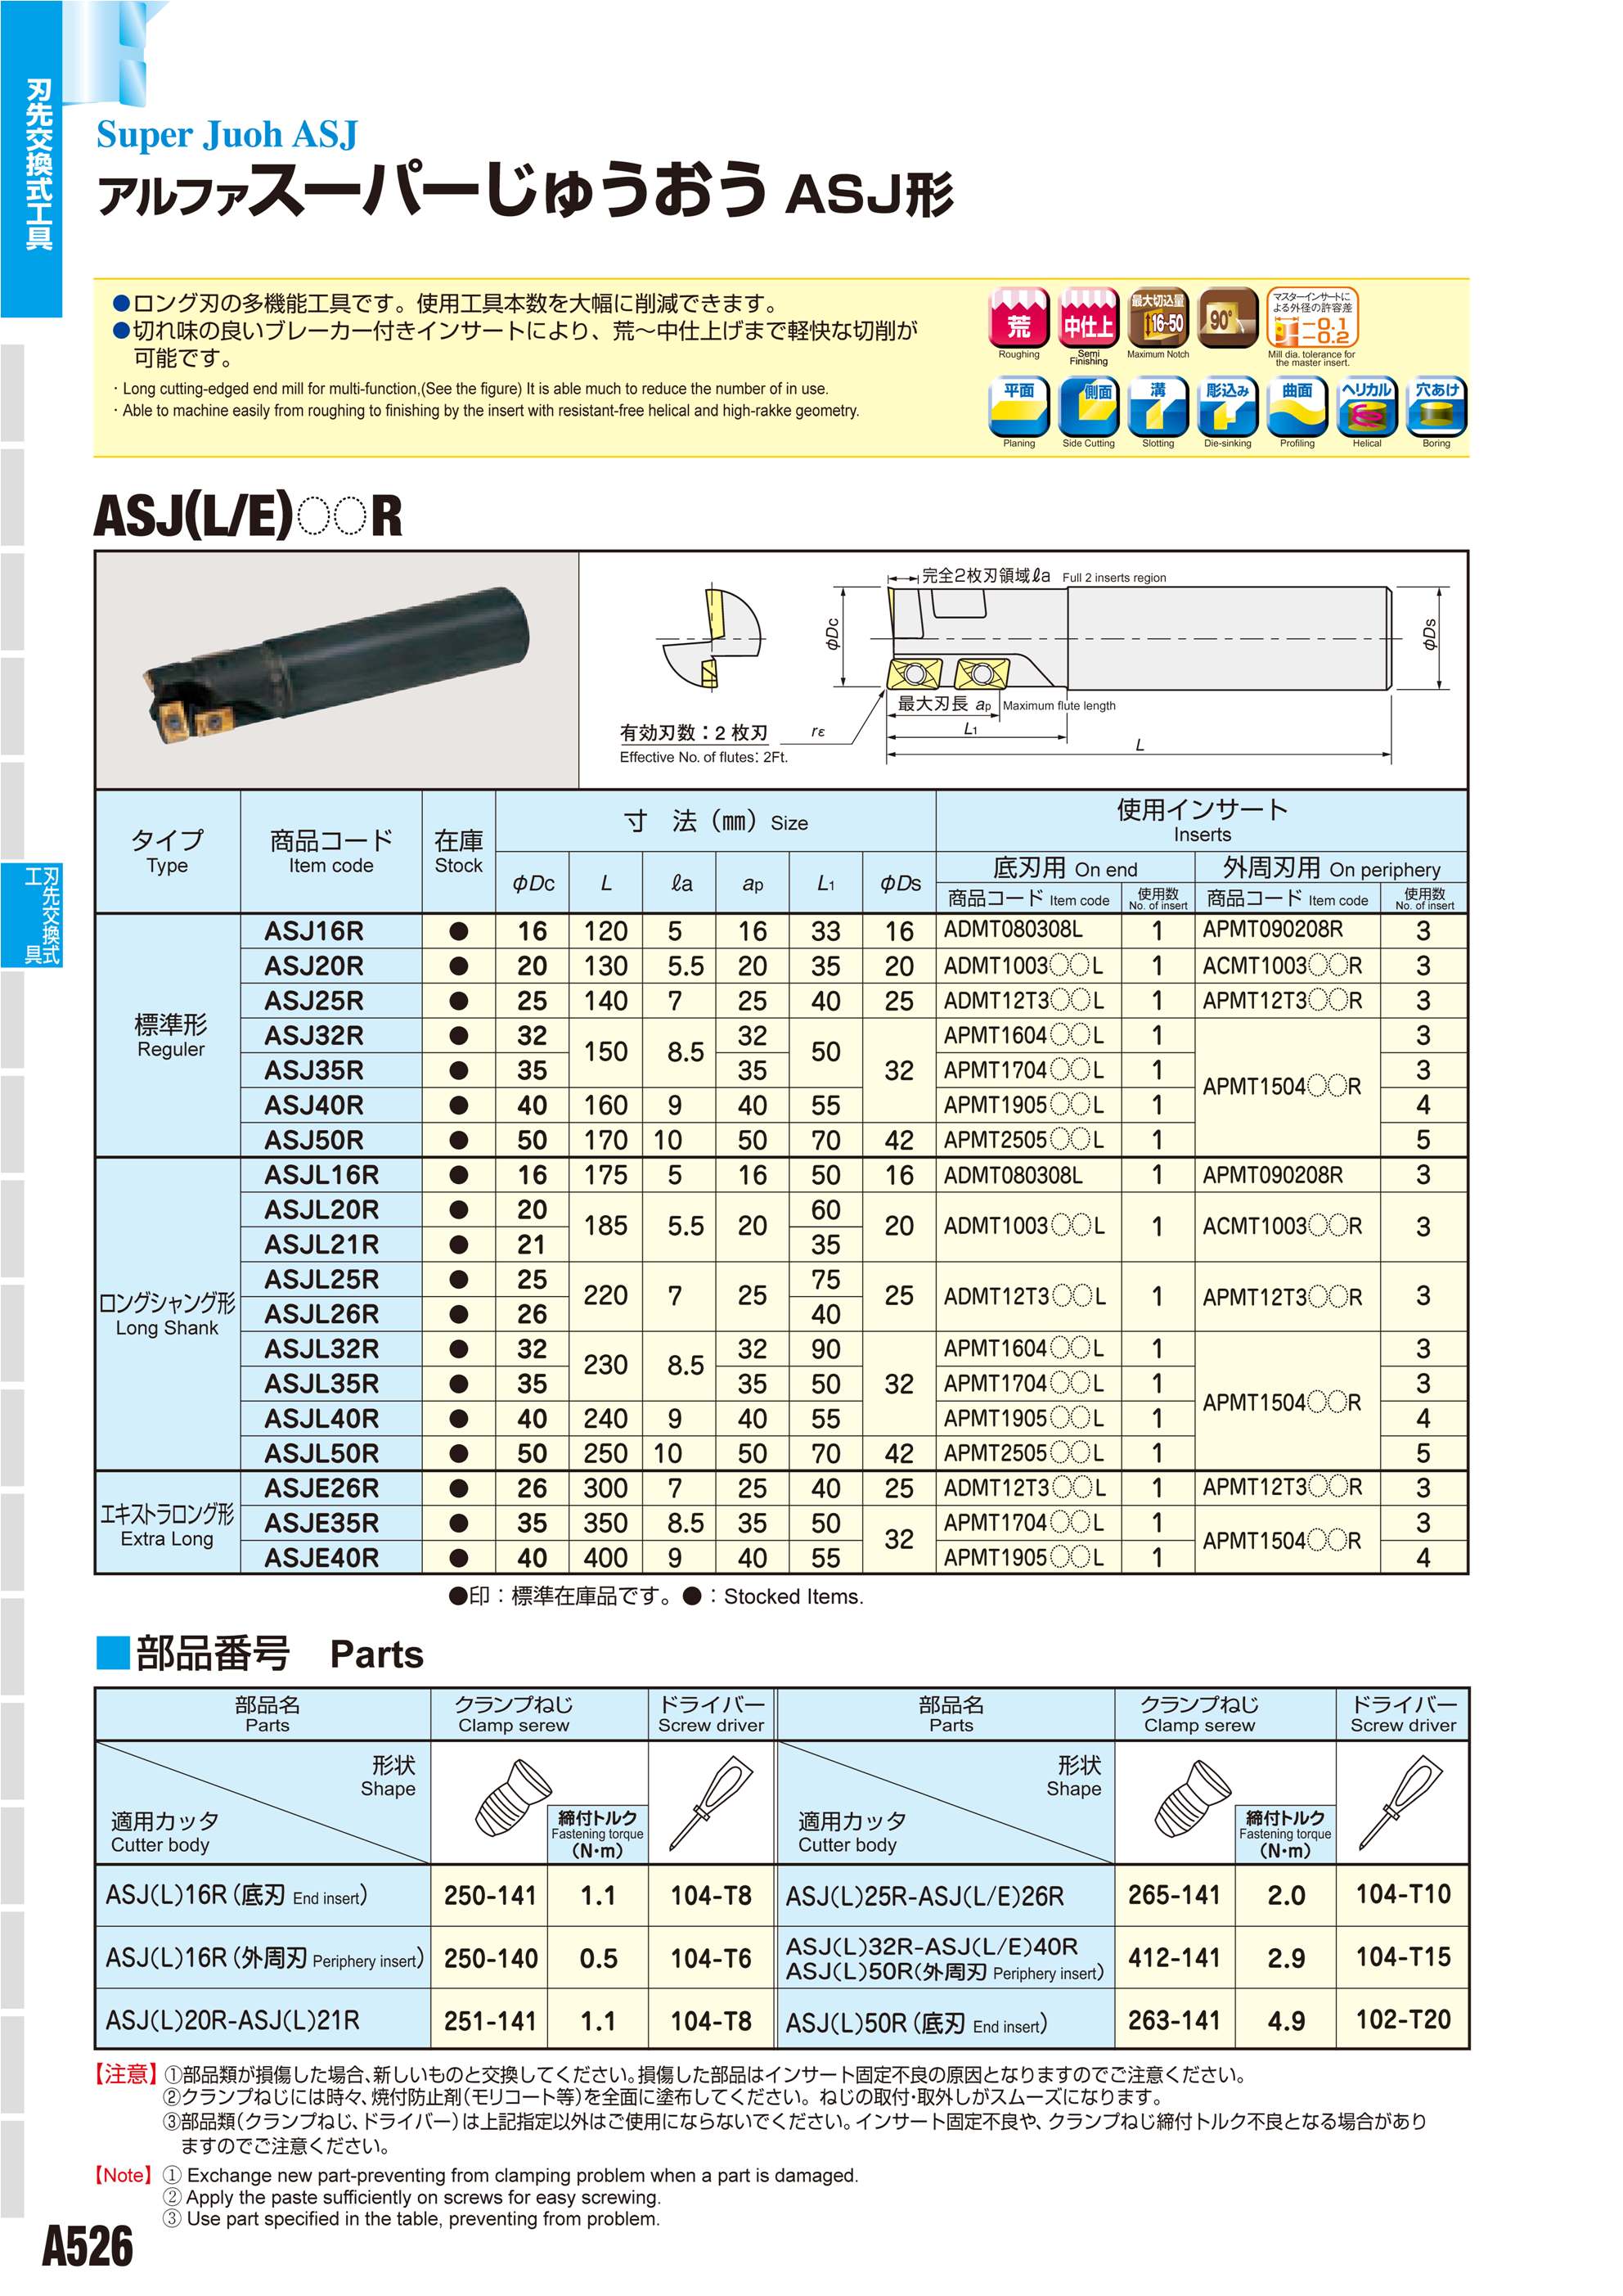 刃先交換式工具
Super Juoh ASJ
アルファスーパーじゅうおう ASJ形
●ロング刃の多機能工具です。使用工具本数を大幅に削減できます。
●切れ味の良いブレーカー付きインサートにより、荒～中仕上げまで軽快な切削が
可能です。
・Long cutting-edged end mill for multi-function,(See the figure) It is able much to reduce the number of in use.
・Able to machine easily from roughing to finishing by the insert with resistant-free helical and high-rakke geometry.
荒 Roughing
中仕上 Semi Finishing
最大切込量 16-50 Maximum Notch
90°
マスターインサートによる外径の許容差 -0.1 -0.2 Mill dia. tolerance for the master insert.
平面 Planing
側面 Side Cutting
溝 Slotting
彫込み Die-sinking
曲面 Profiling
ヘリカル Helical
穴あけ Boring
ASJ(L/E)○○R
完全2枚刃領域ℓa Full 2 inserts region
φDc
φDs
最大刃長 ap Maximum flute length
rε
L1
L
有効刃数：2 枚刃
Effective No. of flutes: 2Ft.
タイプ Type 商品コード Item code 在庫 Stock 寸 法（mm）Size 使用インサート Inserts
φDc L ℓa ap L1 φDs 底刃用 On end 外周刃用 On periphery
商品コード Item code 使用数 No. of insert 商品コード Item code 使用数 No. of insert
標準形 Reguler
ASJ16R ● 16 120 5 16 33 16 ADMT080308L 1 APMT090208R 3
ASJ20R ● 20 130 5.5 20 35 20 ADMT1003○○L 1 ACMT1003○○R 3
ASJ25R ● 25 140 7 25 40 25 ADMT12T3○○L 1 APMT12T3○○R 3
ASJ32R ● 32 150 8.5 32 50 32 APMT1604○○L 1 APMT1504○○R 3
ASJ35R ● 35 35 APMT1704○○L 1 3
ASJ40R ● 40 160 9 40 55 APMT1905○○L 1 4
ASJ50R ● 50 170 10 50 70 42 APMT2505○○L 1 5
ロングシャング形 Long Shank
ASJL16R ● 16 175 5 16 50 16 ADMT080308L 1 APMT090208R 3
ASJL20R ● 20 185 5.5 20 60 20 ADMT1003○○L 1 ACMT1003○○R 3
ASJL21R ● 21 35
ASJL25R ● 25 220 7 25 75 25 ADMT12T3○○L 1 APMT12T3○○R 3
ASJL26R ● 26 40
ASJL32R ● 32 230 8.5 32 90 32 APMT1604○○L 1 APMT1504○○R 3
ASJL35R ● 35 35 50 APMT1704○○L 1 3
ASJL40R ● 40 240 9 40 55 APMT1905○○L 1 4
ASJL50R ● 50 250 10 50 70 42 APMT2505○○L 1 5
エキストラロング形 Extra Long
ASJE26R ● 26 300 7 25 40 25 ADMT12T3○○L 1 APMT12T3○○R 3
ASJE35R ● 35 350 8.5 35 50 32 APMT1704○○L 1 APMT1504○○R 3
ASJE40R ● 40 400 9 40 55 APMT1905○○L 1 4
●印：標準在庫品です。●：Stocked Items.
■部品番号 Parts
部品名 Parts クランプねじ Clamp serew ドライバー Screw driver 部品名 Parts クランプねじ Clamp serew ドライバー Screw driver
形状 Shape 適用カッタ Cutter body 締付トルク Fastening torque （N・m） 形状 Shape 適用カッタ Cutter body 締付トルク Fastening torque （N・m）
ASJ(L)16R（底刃 End insert） 250-141 1.1 104-T8 ASJ(L)25R-ASJ(L/E)26R 265-141 2.0 104-T10
ASJ(L)16R（外周刃 Periphery insert） 250-140 0.5 104-T6 ASJ(L)32R-ASJ(L/E)40R ASJ(L)50R（外周刃 Periphery insert） 412-141 2.9 104-T15
ASJ(L)20R-ASJ(L)21R 251-141 1.1 104-T8 ASJ(L)50R（底刃 End insert） 263-141 4.9 102-T20
【注意】①部品類が損傷した場合、新しいものと交換してください。損傷した部品はインサート固定不良の原因となりますのでご注意ください。
②クランプねじには時々、焼付防止剤（モリコート等）を全面に塗布してください。ねじの取付・取外しがスムーズになります。
③部品類（クランプねじ、ドライバー）は上記指定以外はご使用にならないでください。インサート固定不良や、クランプねじ締付トルク不良となる場合があり
ますのでご注意ください。
【Note】① Exchange new part-preventing from clamping problem when a part is damaged.
② Apply the paste sufficiently on screws for easy screwing.
③ Use part specified in the table, preventing from problem.
刃先交換式工具
A526